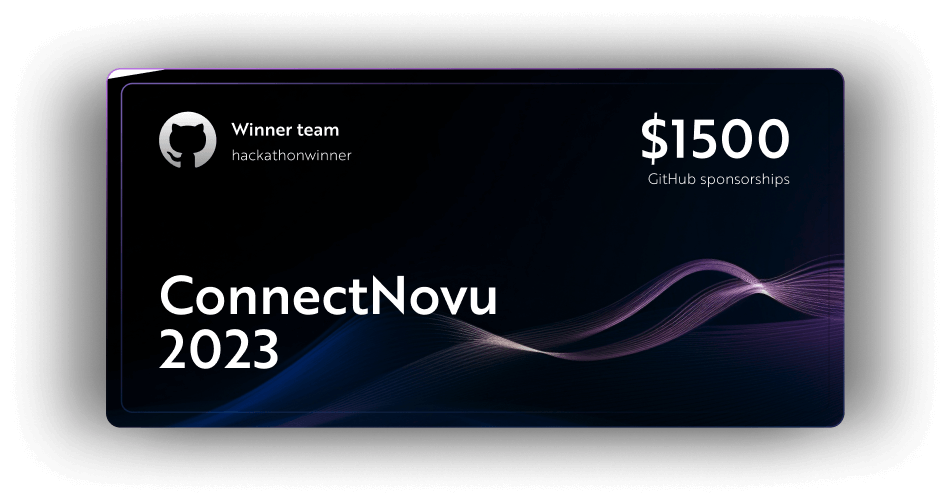 Winner team
hackathonwinner
$1500
GitHub sponsorships
ConnectNovu
2023